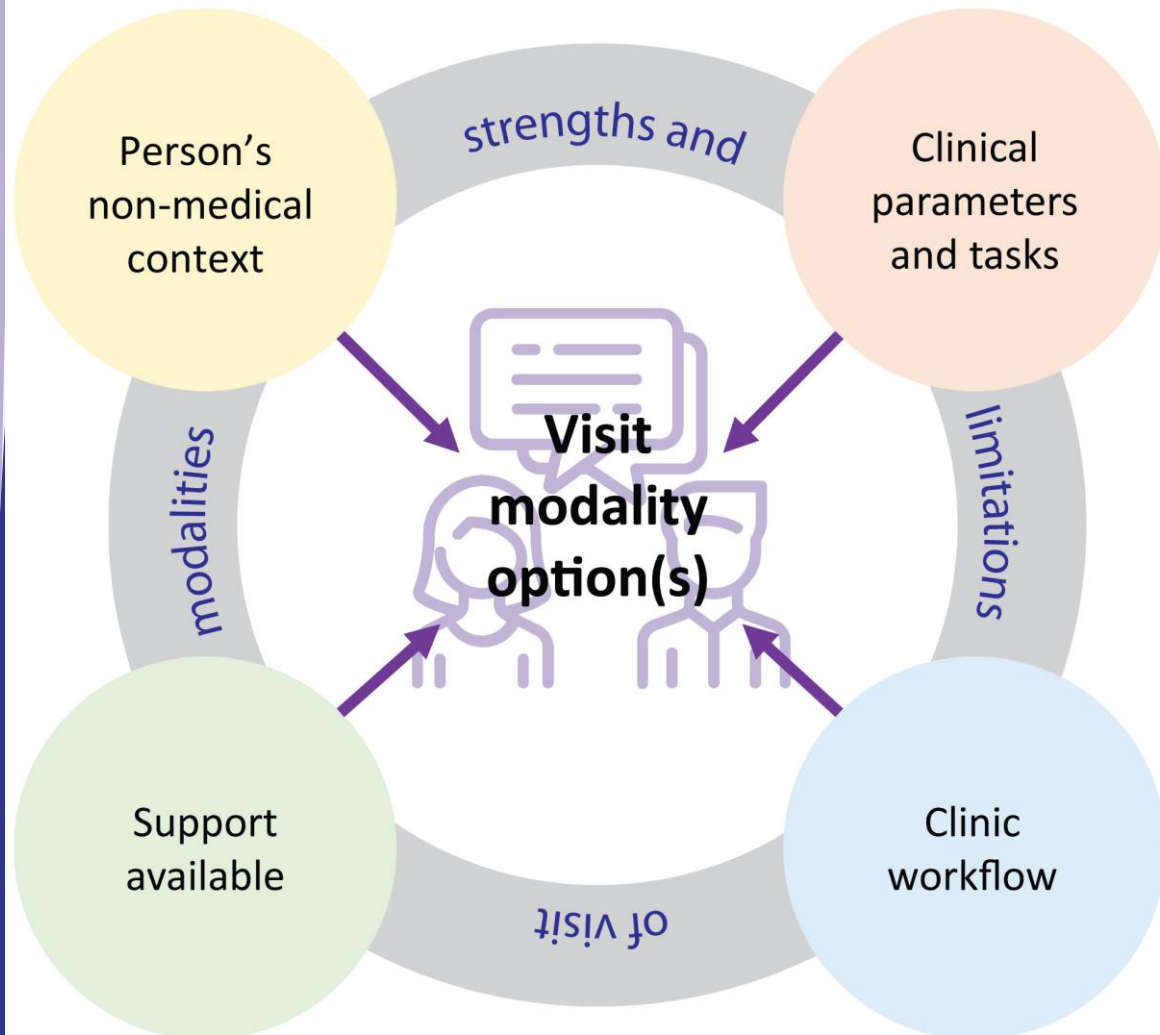 strengths and
limitations
of visit
modalities
Person's
non-medical
context
Clinical
parameters
and tasks
Visit
modality
option(s)
Support
available
Clinic
workflow